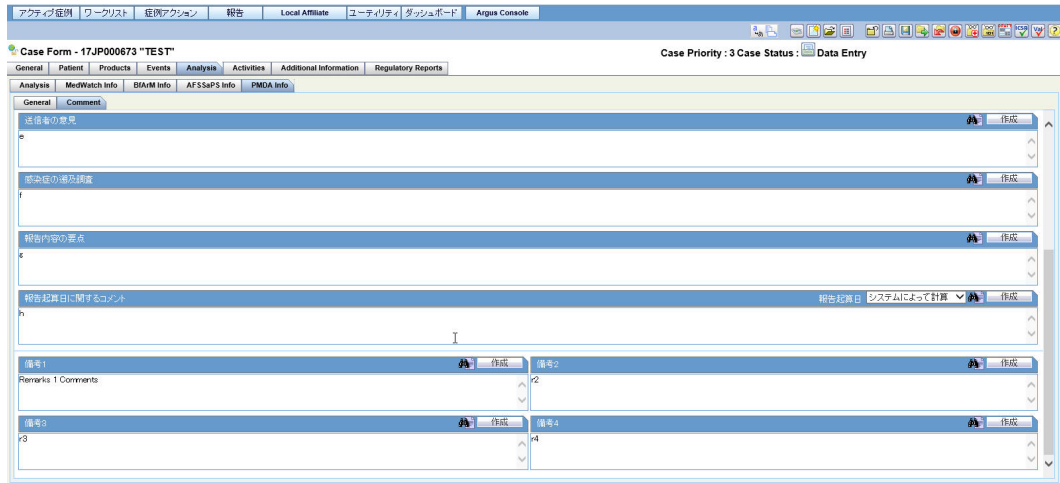 アクティブ症例 ワークリスト 症例アクション 報告 Local Affiliate ユーティリティ ダッシュボード Argus Console
Case Form - 17JP000673 "TEST" Case Priority : 3 Case Status : Data Entry
General Patient Products Events Analysis Activities Additional Information Regulatory Reports
Analysis MedWatch Info BfArM Info AFSSaPS Info PMDA Info
General Comment
送信者の意見 作成
e
感染症の遡及調査 作成
f
報告内容の要点 作成
g
報告起算日に関するコメント 報告起算日 システムによって計算 作成
h
備考1 作成 備考2 作成
Remarks 1 Comments r2
備考3 作成 備考4 作成
r3 r4